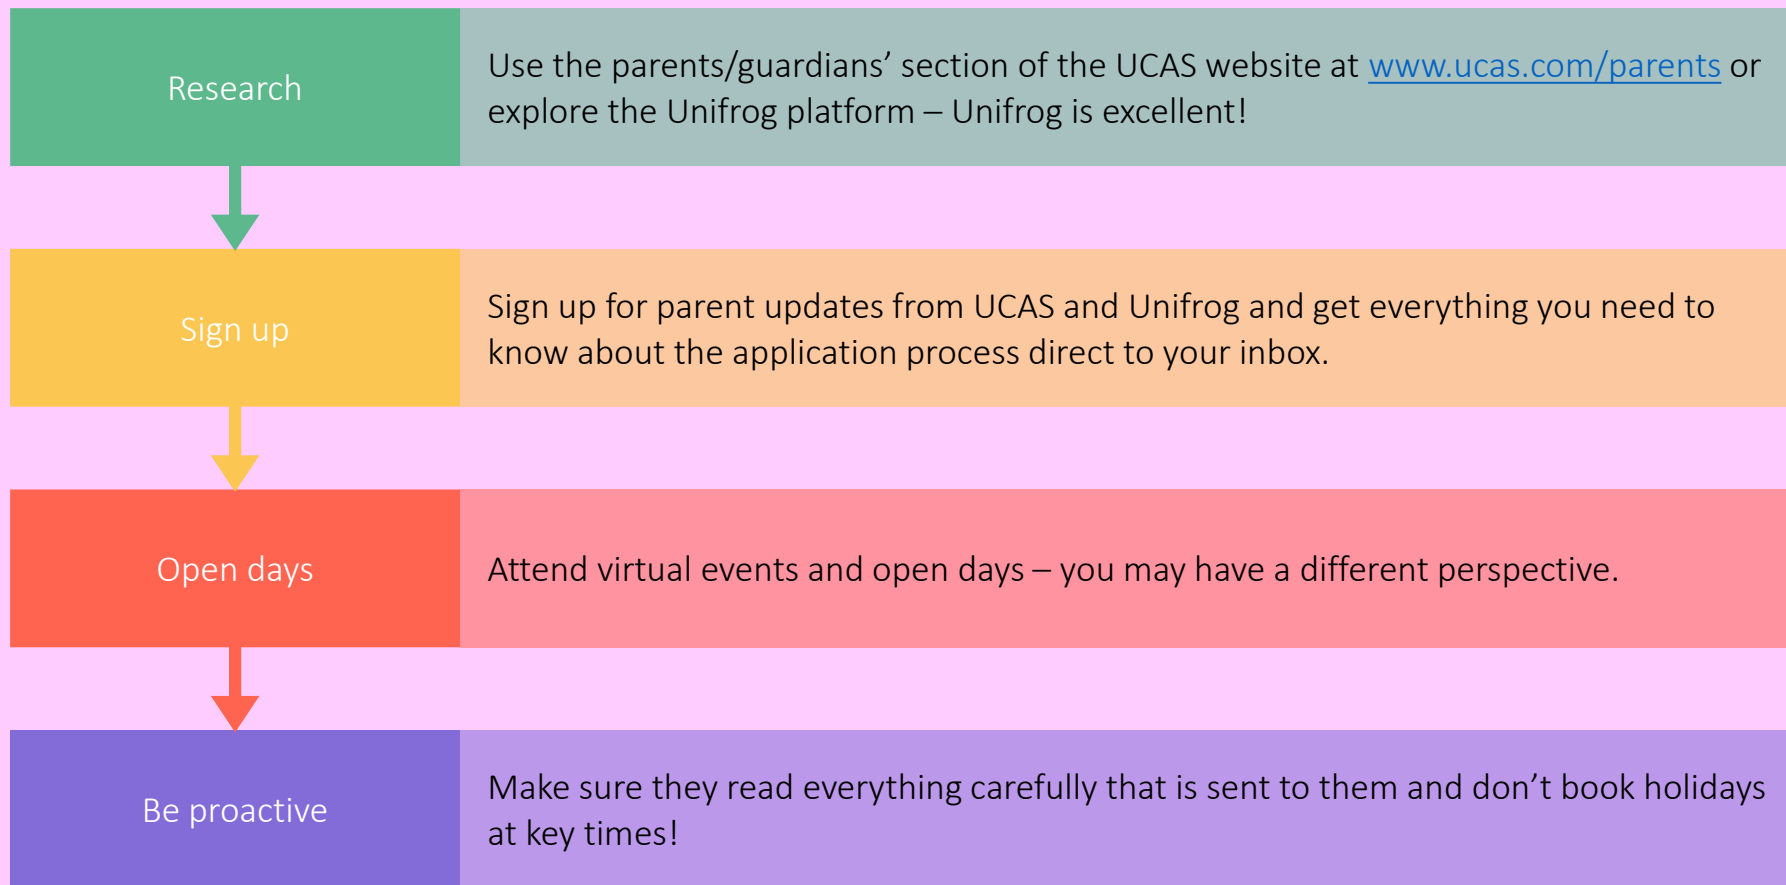 Research
Use the parents/guardians’ section of the UCAS website at www.ucas.com/parents or
explore the Unifrog platform – Unifrog is excellent!
Sign up
Sign up for parent updates from UCAS and Unifrog and get everything you need to
know about the application process direct to your inbox.
Open days
Attend virtual events and open days – you may have a different perspective.
Be proactive
Make sure they read everything carefully that is sent to them and don’t book holidays
at key times!